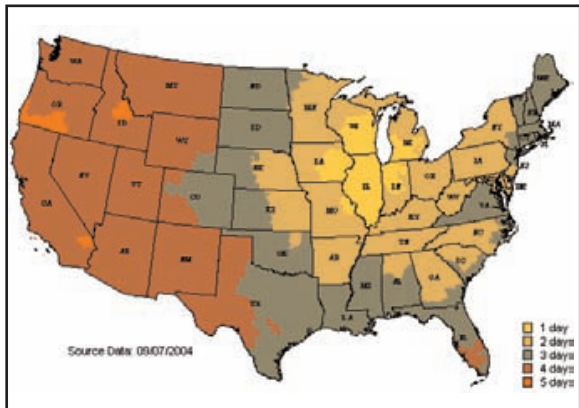 WA
MT
ND
OR
ID
WY
SD
MN
WI
MI
NY
MA
NV
UT
CO
NE
IA
IL
IN
OH
PA
NJ
CA
KS
MO
KY
WV
VA
AZ
NM
OK
AR
TN
NC
SC
TX
LA
MS
AL
GA
FL
Source Data: 09/07/2004
1 day
2 days
3 days
4 days
5 days